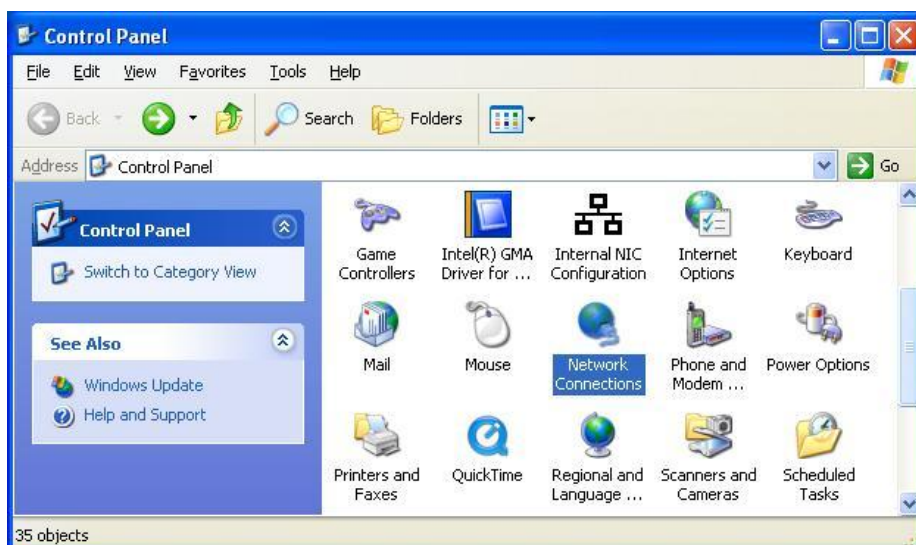 Control Panel
File Edit View Favorites Tools Help
Back Search Folders
Address Control Panel Go
Control Panel
Switch to Category View
See Also
Windows Update
Help and Support
Game Controllers
Intel(R) GMA Driver for ...
Internal NIC Configuration
Internet Options
Keyboard
Mail
Mouse
Network Connections
Phone and Modem ...
Power Options
Printers and Faxes
QuickTime
Regional and Language ...
Scanners and Cameras
Scheduled Tasks
35 objects